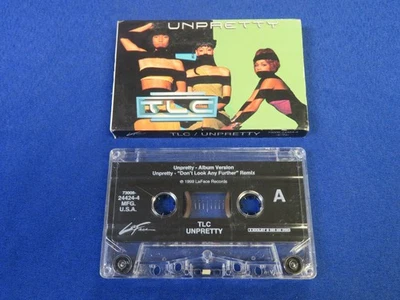 UNPRETTY
TLC
TLC / UNPRETTY
Unpretty - Album Version
Unpretty - "Don't Look Any Further" Remix
℗ 1999 LaFace Records
73008-
24424-4
MFG.
U.S.A.
A
LaFace
TLC
UNPRETTY